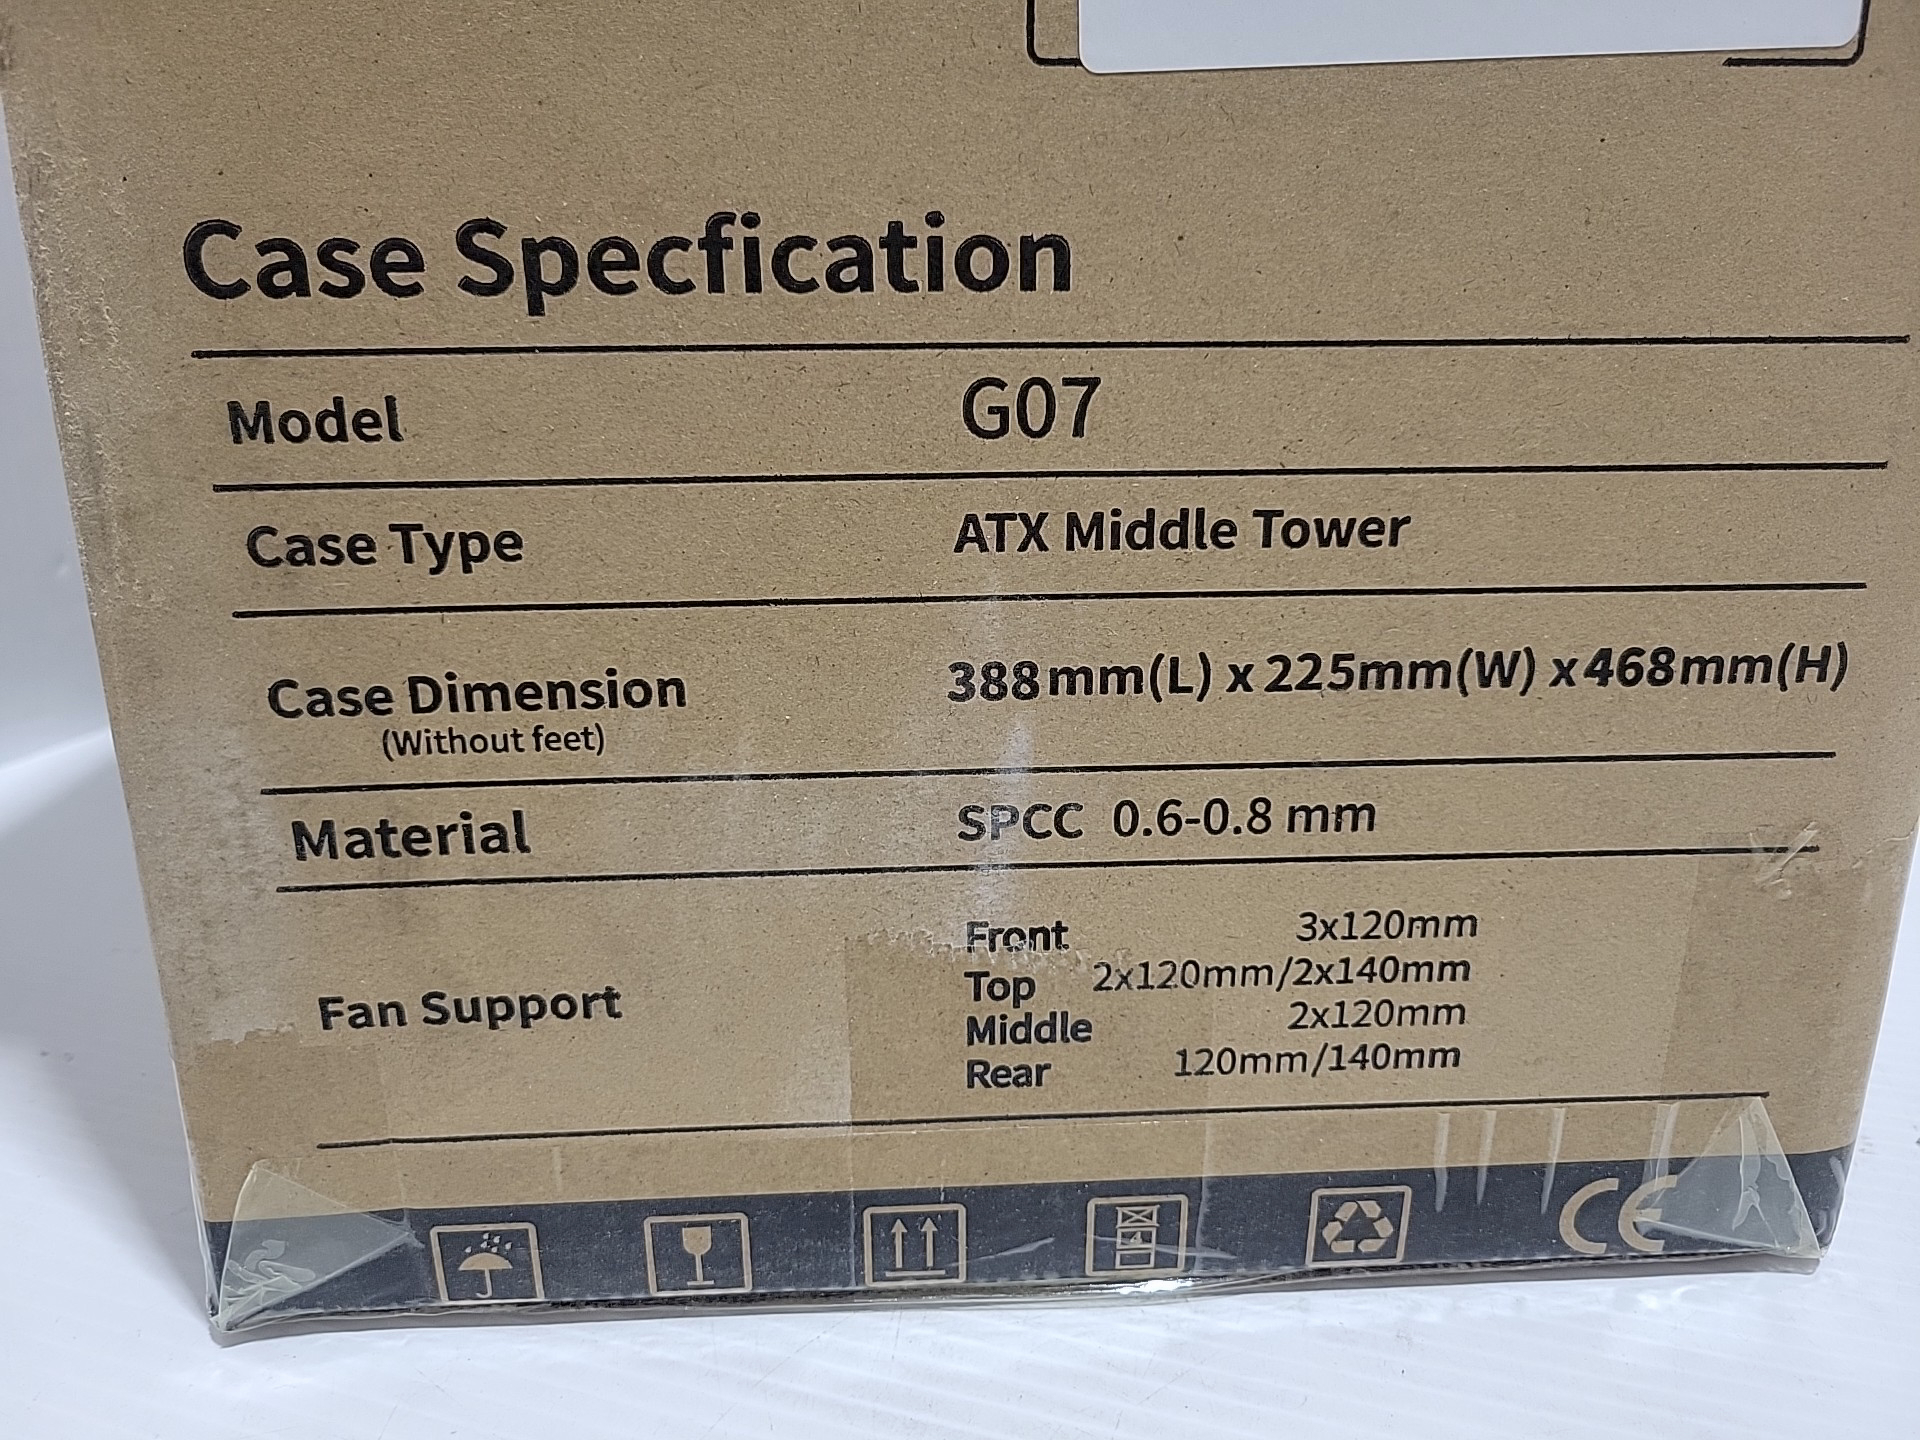 Case Specfication
Model G07
Case Type ATX Middle Tower
Case Dimension 388mm(L) x 225mm(W) x 468mm(H)
(Without feet)
Material SPCC 0.6-0.8 mm
Fan Support
Front 3x120mm
Top 2x120mm/2x140mm
Middle 2x120mm
Rear 120mm/140mm
4
CE